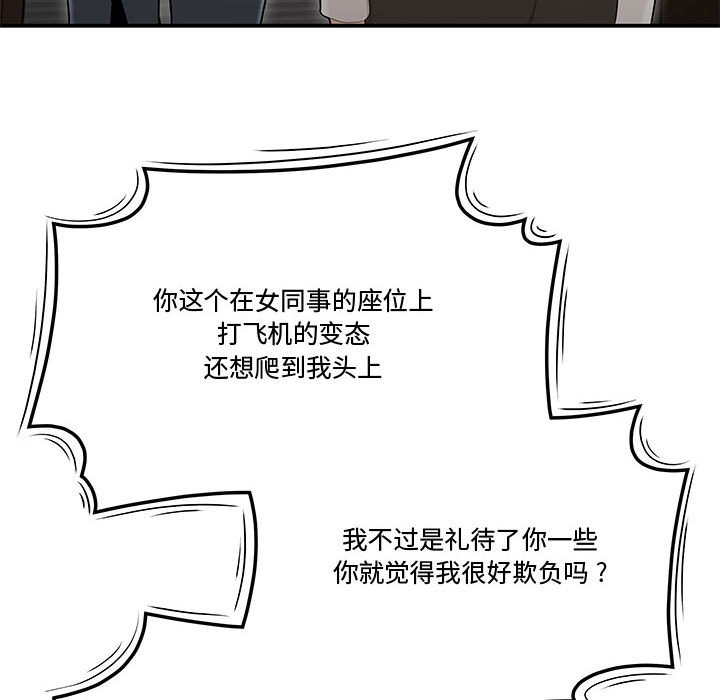 你这个在女同事的座位上
打飞机的变态
还想爬到我头上
我不过是礼待了你一些
你就觉得我很好欺负吗？